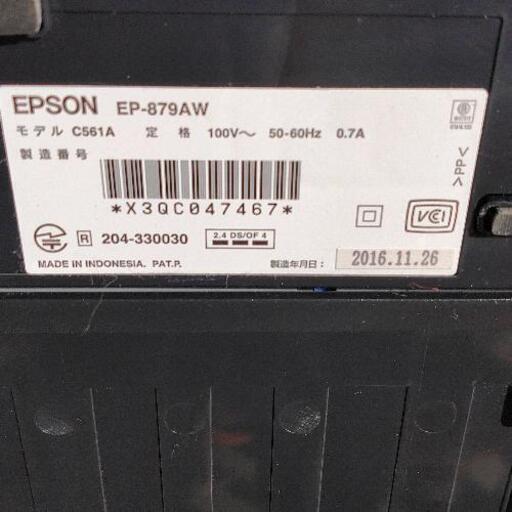 EPSON EP-879AW
モデル C561A 定 格 100V～ 50-60Hz 0.7A
製造番号
*X3QC047467*
R 204-330030 2.4 DS/OF 4
MADE IN INDONESIA. PAT.P. 製造年月日： 2016.11.26
VCI
>PP<